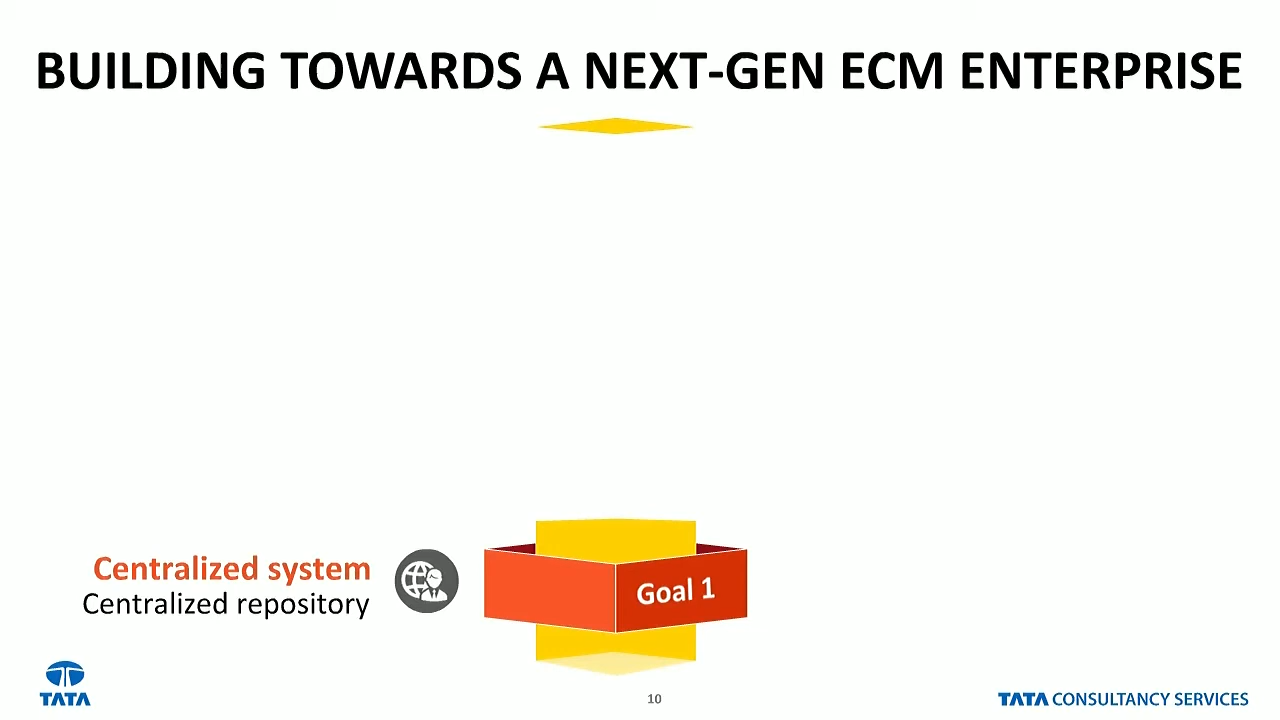 BUILDING TOWARDS A NEXT-GEN ECM ENTERPRISE
Centralized system
Centralized repository
Goal 1
TATA
10
TATA CONSULTANCY SERVICES